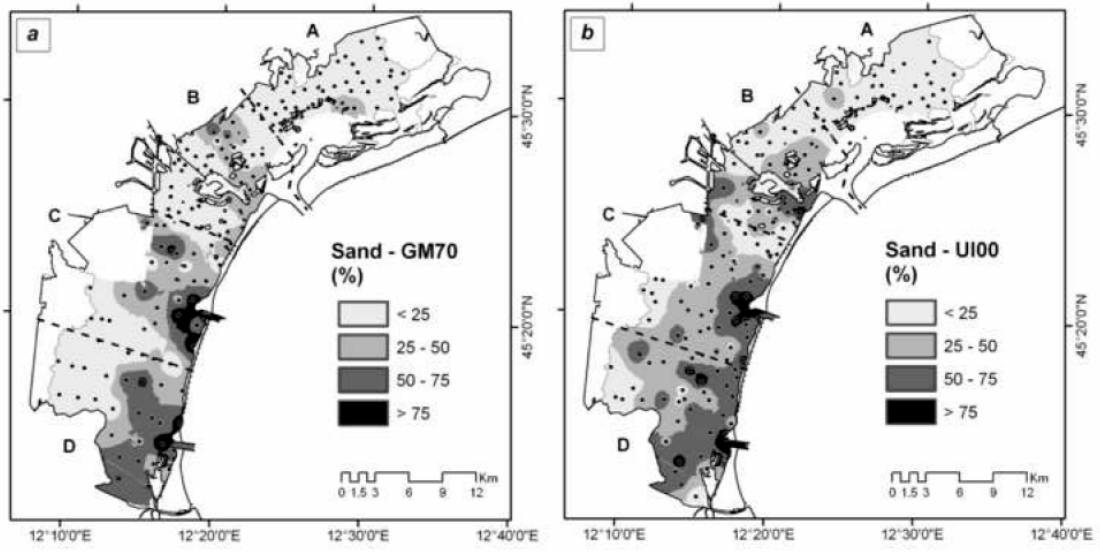 a
A
B
C
D
Sand - GM70
(%)
< 25
25 - 50
50 - 75
> 75
Km
0 1.5 3 6 9 12
45°30'0"N
45°20'0"N
12°10'0"E 12°20'0"E 12°30'0"E 12°40'0"E
b
A
B
C
D
Sand - UI00
(%)
< 25
25 - 50
50 - 75
> 75
Km
0 1.5 3 6 9 12
45°30'0"N
45°20'0"N
12°10'0"E 12°20'0"E 12°30'0"E 12°40'0"E